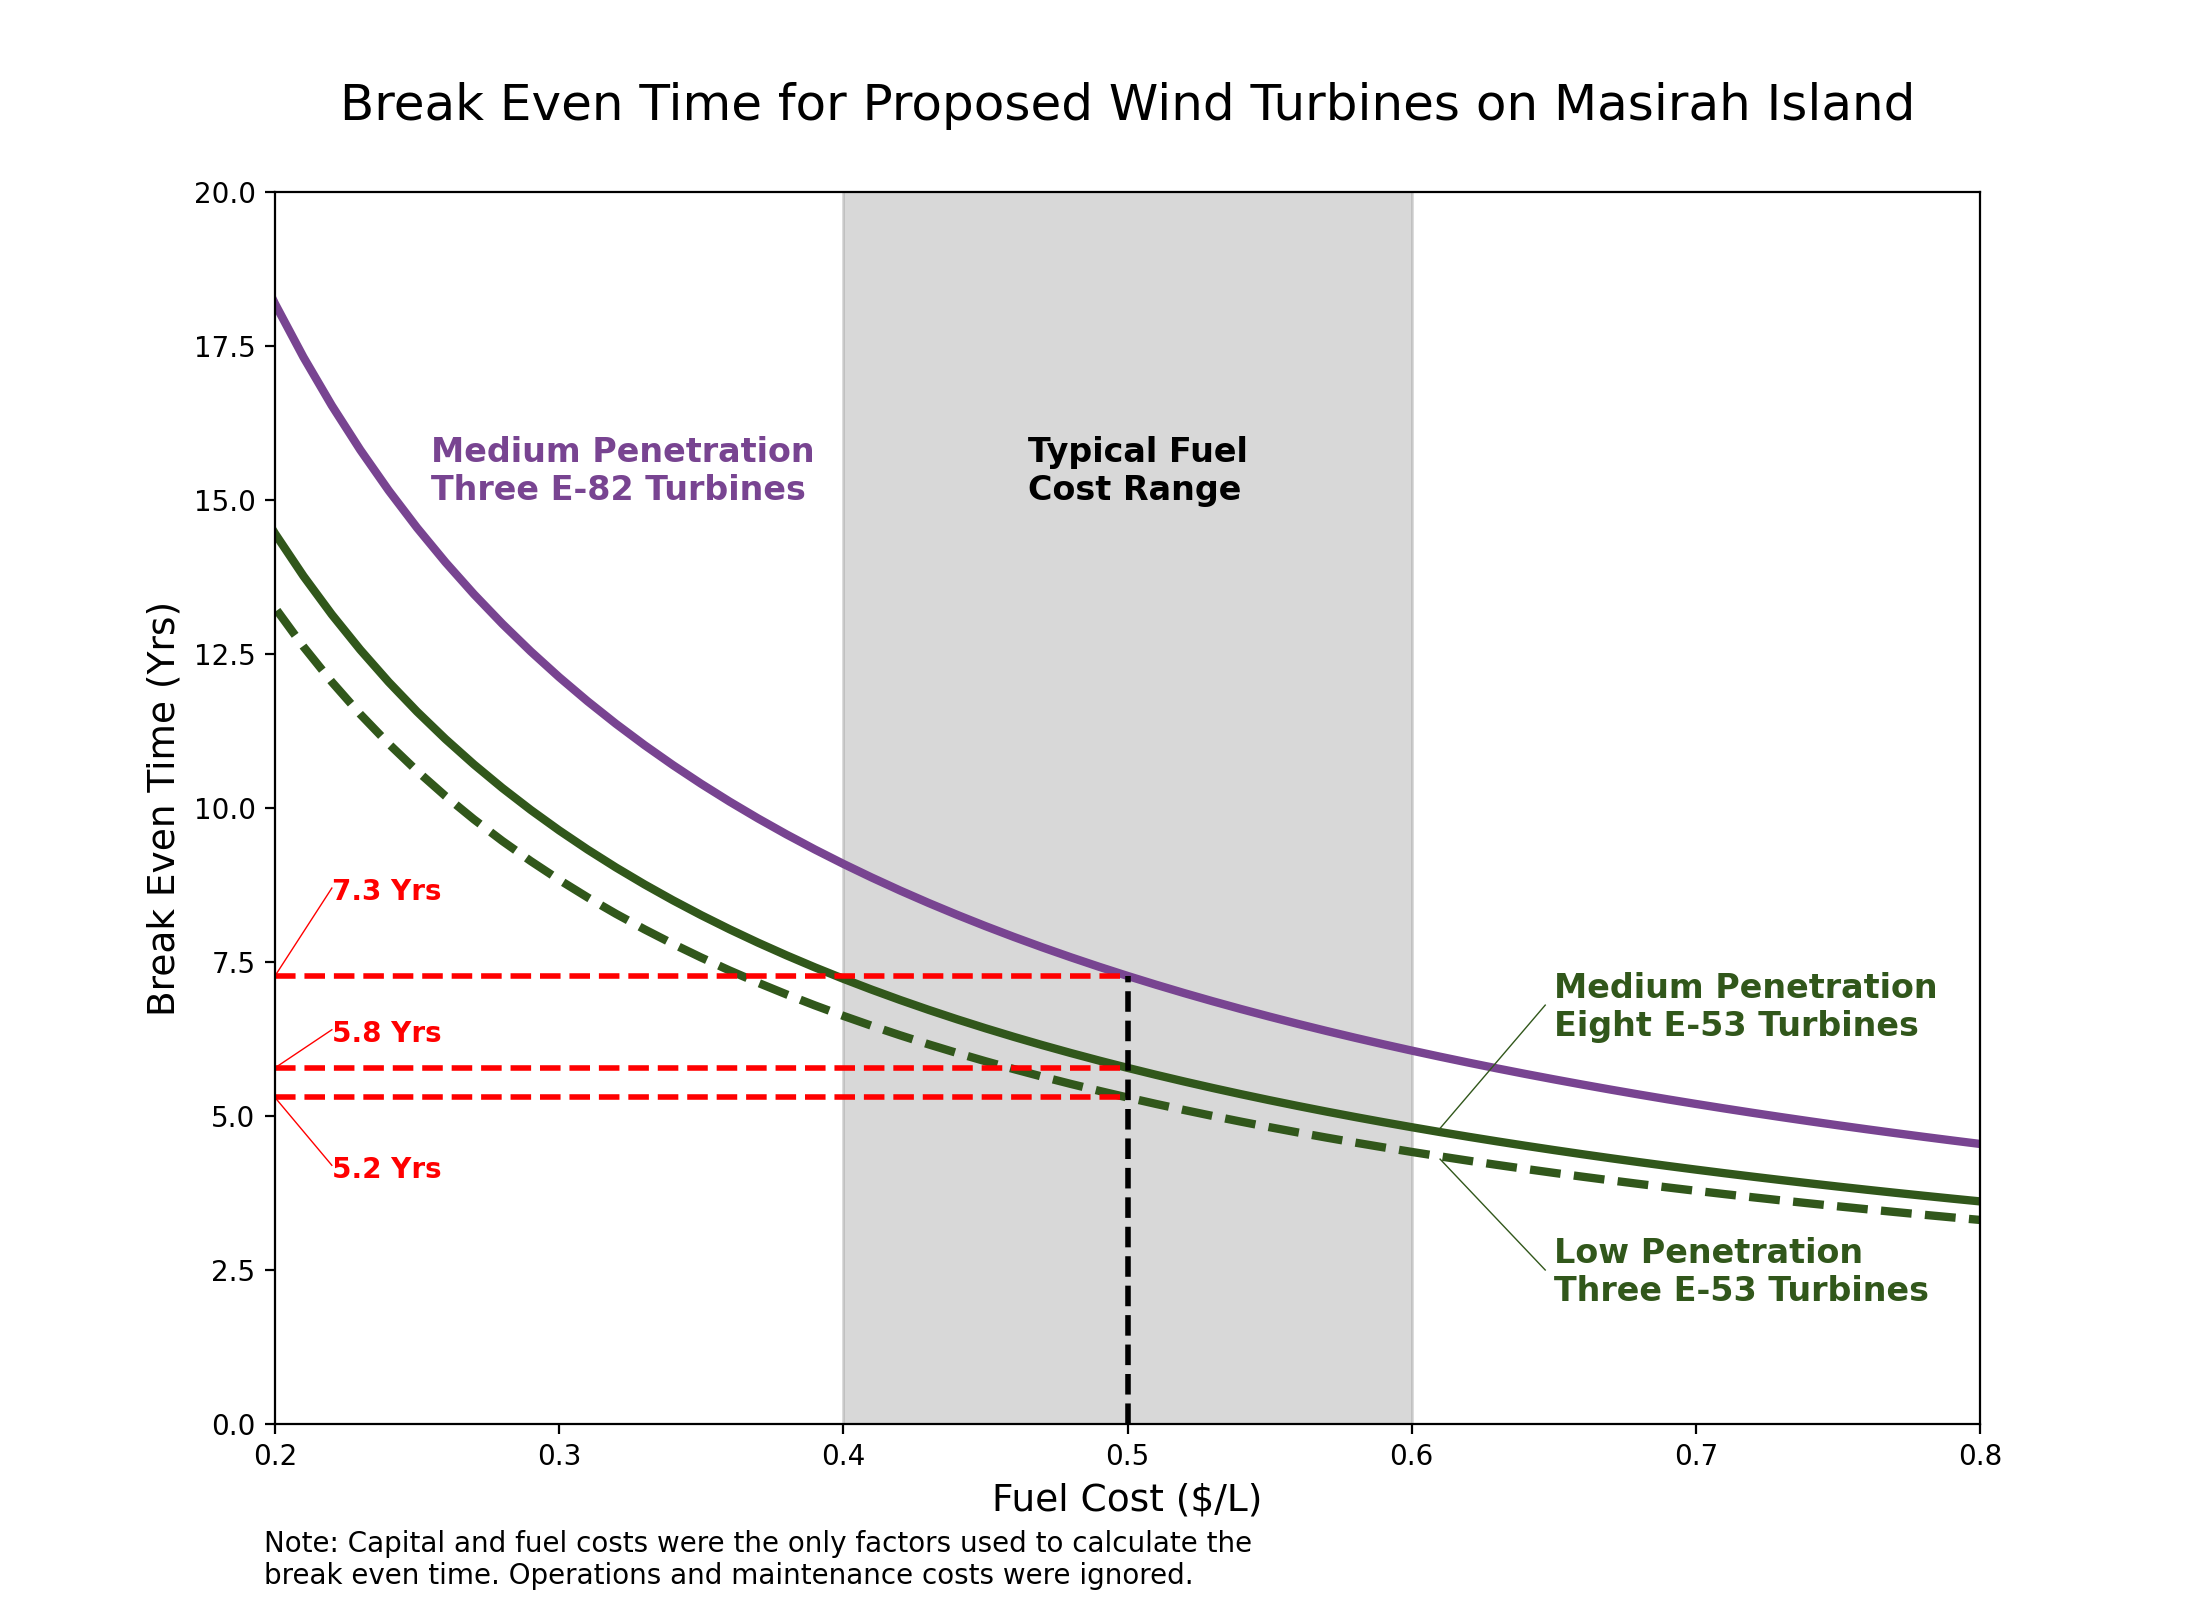 Break Even Time for Proposed Wind Turbines on Masirah Island
20.0
17.5
15.0
12.5
10.0
7.5
5.0
2.5
0.0
Break Even Time (Yrs)
Medium Penetration
Three E-82 Turbines
Typical Fuel
Cost Range
7.3 Yrs
5.8 Yrs
5.2 Yrs
Medium Penetration
Eight E-53 Turbines
Low Penetration
Three E-53 Turbines
0.2 0.3 0.4 0.5 0.6 0.7 0.8
Fuel Cost ($/L)
Note: Capital and fuel costs were the only factors used to calculate the
break even time. Operations and maintenance costs were ignored.